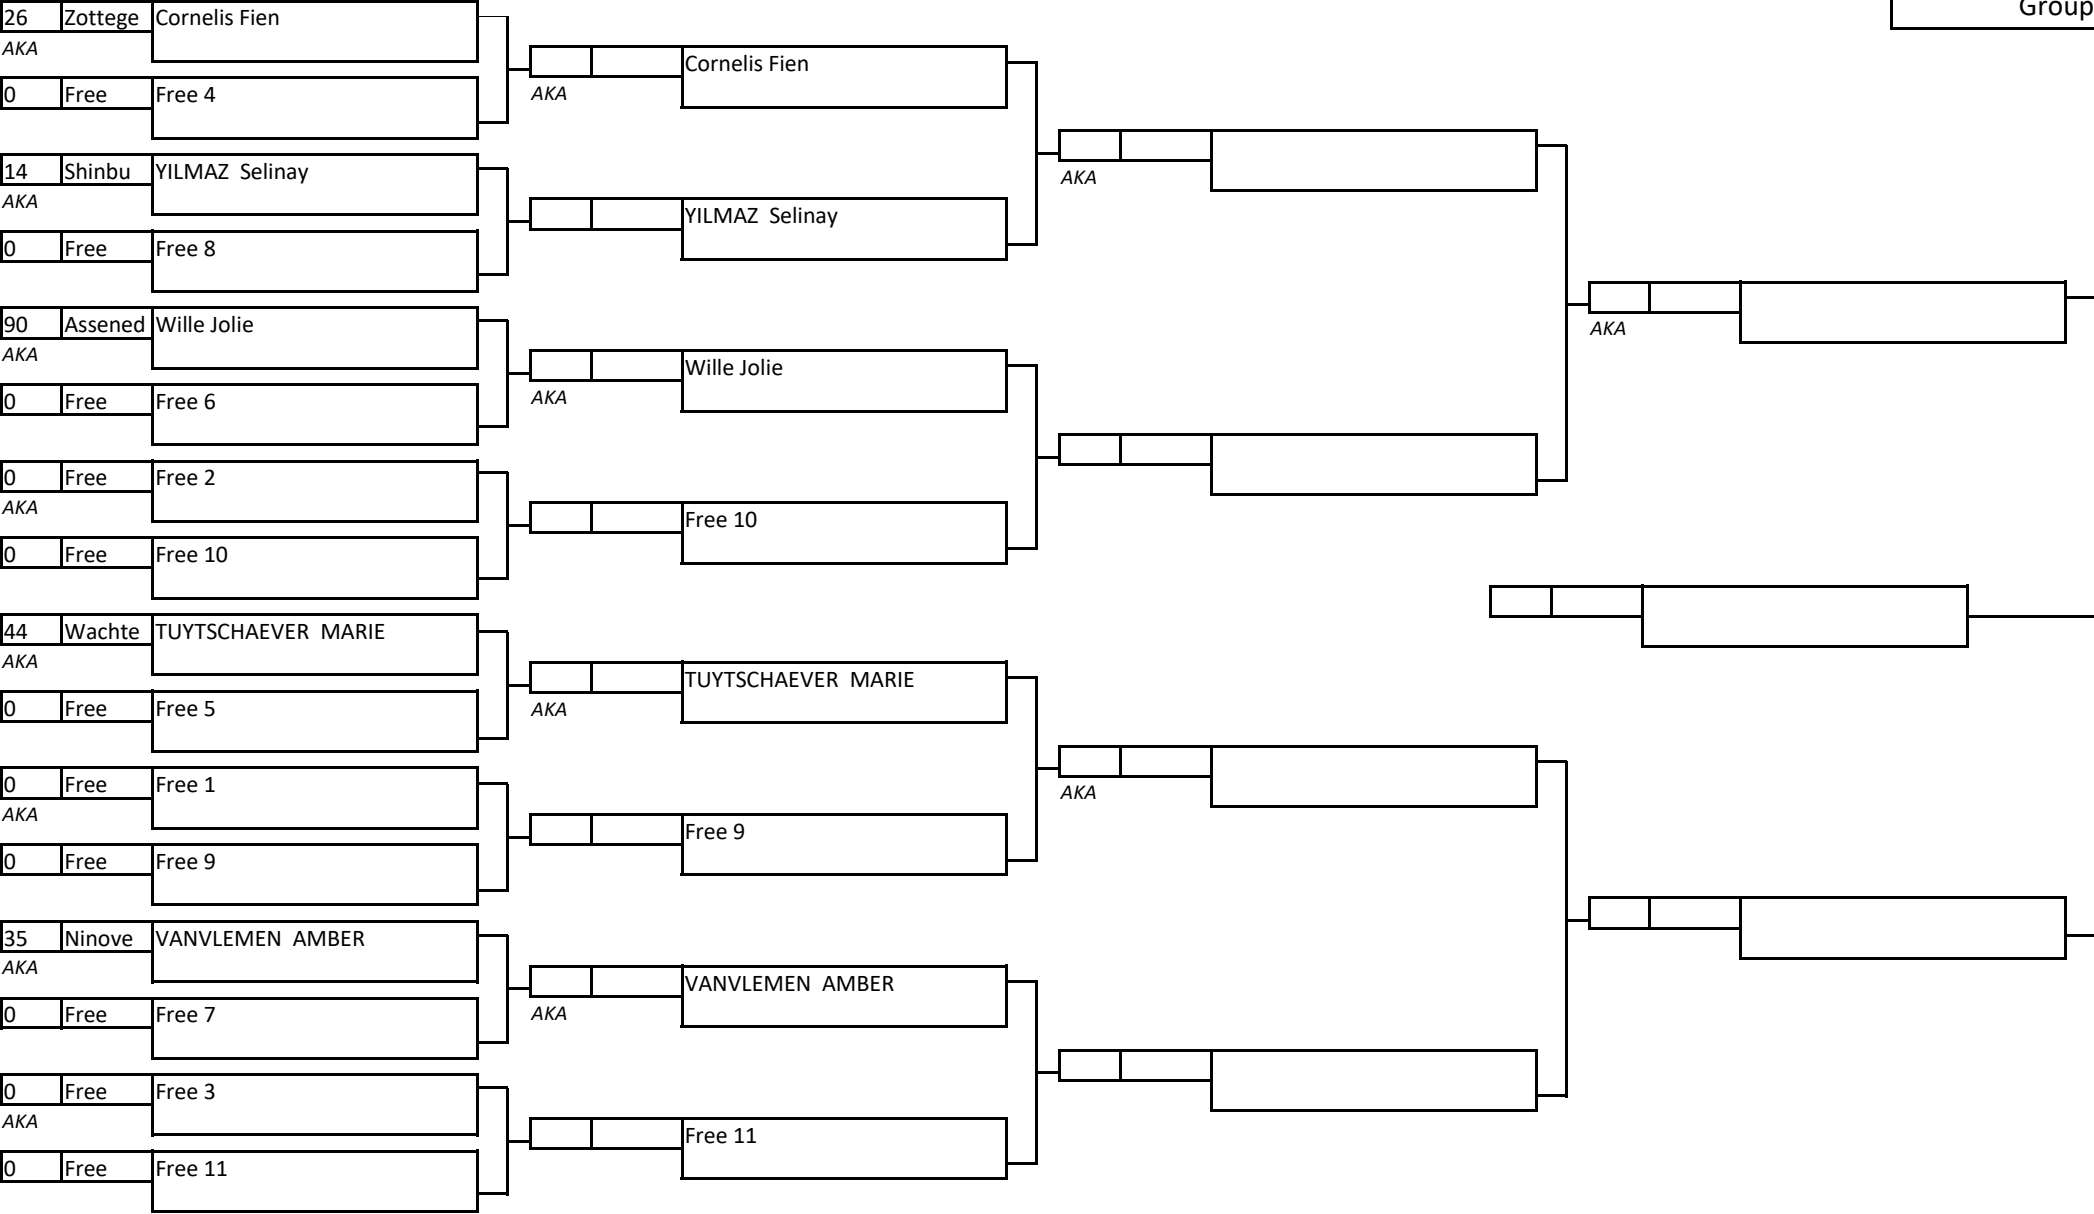 Group
26 Zottege Cornelis Fien
AKA
0 Free Free 4
14 Shinbu YILMAZ Selinay
AKA
0 Free Free 8
90 Assened Wille Jolie
AKA
0 Free Free 6
0 Free Free 2
AKA
0 Free Free 10
44 Wachte TUYTSCHAEVER MARIE
AKA
0 Free Free 5
0 Free Free 1
AKA
0 Free Free 9
35 Ninove VANVLEMEN AMBER
AKA
0 Free Free 7
0 Free Free 3
AKA
0 Free Free 11
Cornelis Fien
AKA
YILMAZ Selinay
Wille Jolie
AKA
Free 10
TUYTSCHAEVER MARIE
AKA
Free 9
VANVLEMEN AMBER
AKA
Free 11
AKA
AKA
AKA